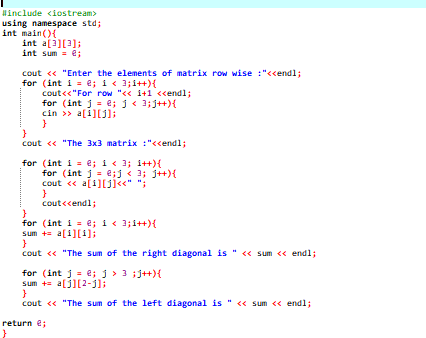 #include <iostream>
using namespace std;
int main(){
int a[3][3];
int sum = 0;
cout << "Enter the elements of matrix row wise :"<<endl;
for (int i = 0; i < 3;i++){
cout<<"For row "<< i+1 <<endl;
for (int j = 0; j < 3;j++){
cin >> a[i][j];
}
}
cout << "The 3x3 matrix :"<<endl;
for (int i = 0; i < 3; i++){
for (int j = 0;j < 3; j++){
cout << a[i][j]<<" ";
}
cout<<endl;
}
for (int i = 0; i < 3;i++){
sum += a[i][i];
}
cout << "The sum of the right diagonal is " << sum << endl;
for (int j = 0; j > 3 ;j++){
sum += a[j][2-j];
}
cout << "The sum of the left diagonal is " << sum << endl;
return 0;
}